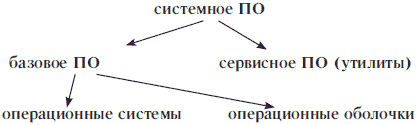 системное ПО
базовое ПО сервисное ПО (утилиты)
операционные системы операционные оболочки